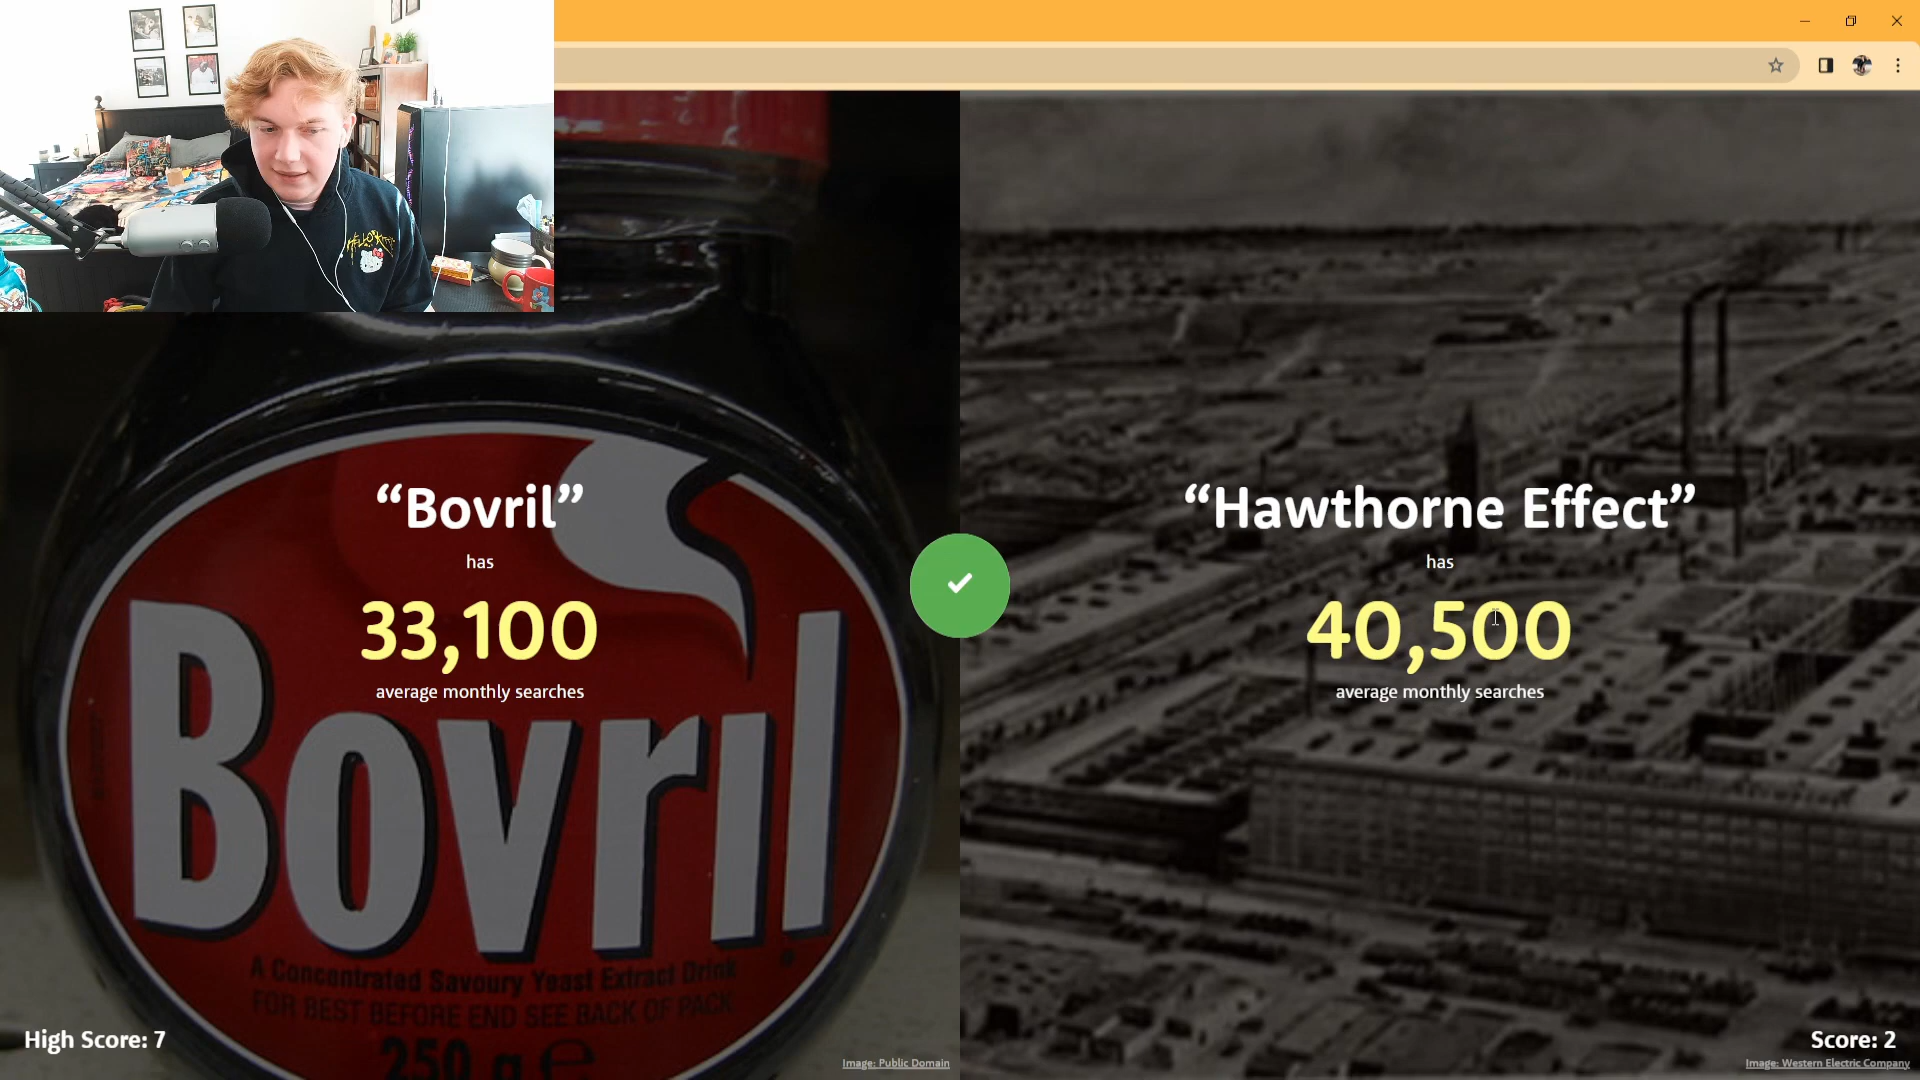 HELLO KITTY
“Bovril”
has
33,100
average monthly searches
Bovril
A Concentrated Savoury Yeast Extract Drink
FOR BEST BEFORE END SEE BACK OF PACK
250 g e
High Score: 7
Image: Public Domain
“Hawthorne Effect”
has
40,500
average monthly searches
Score: 2
Image: Western Electric Company